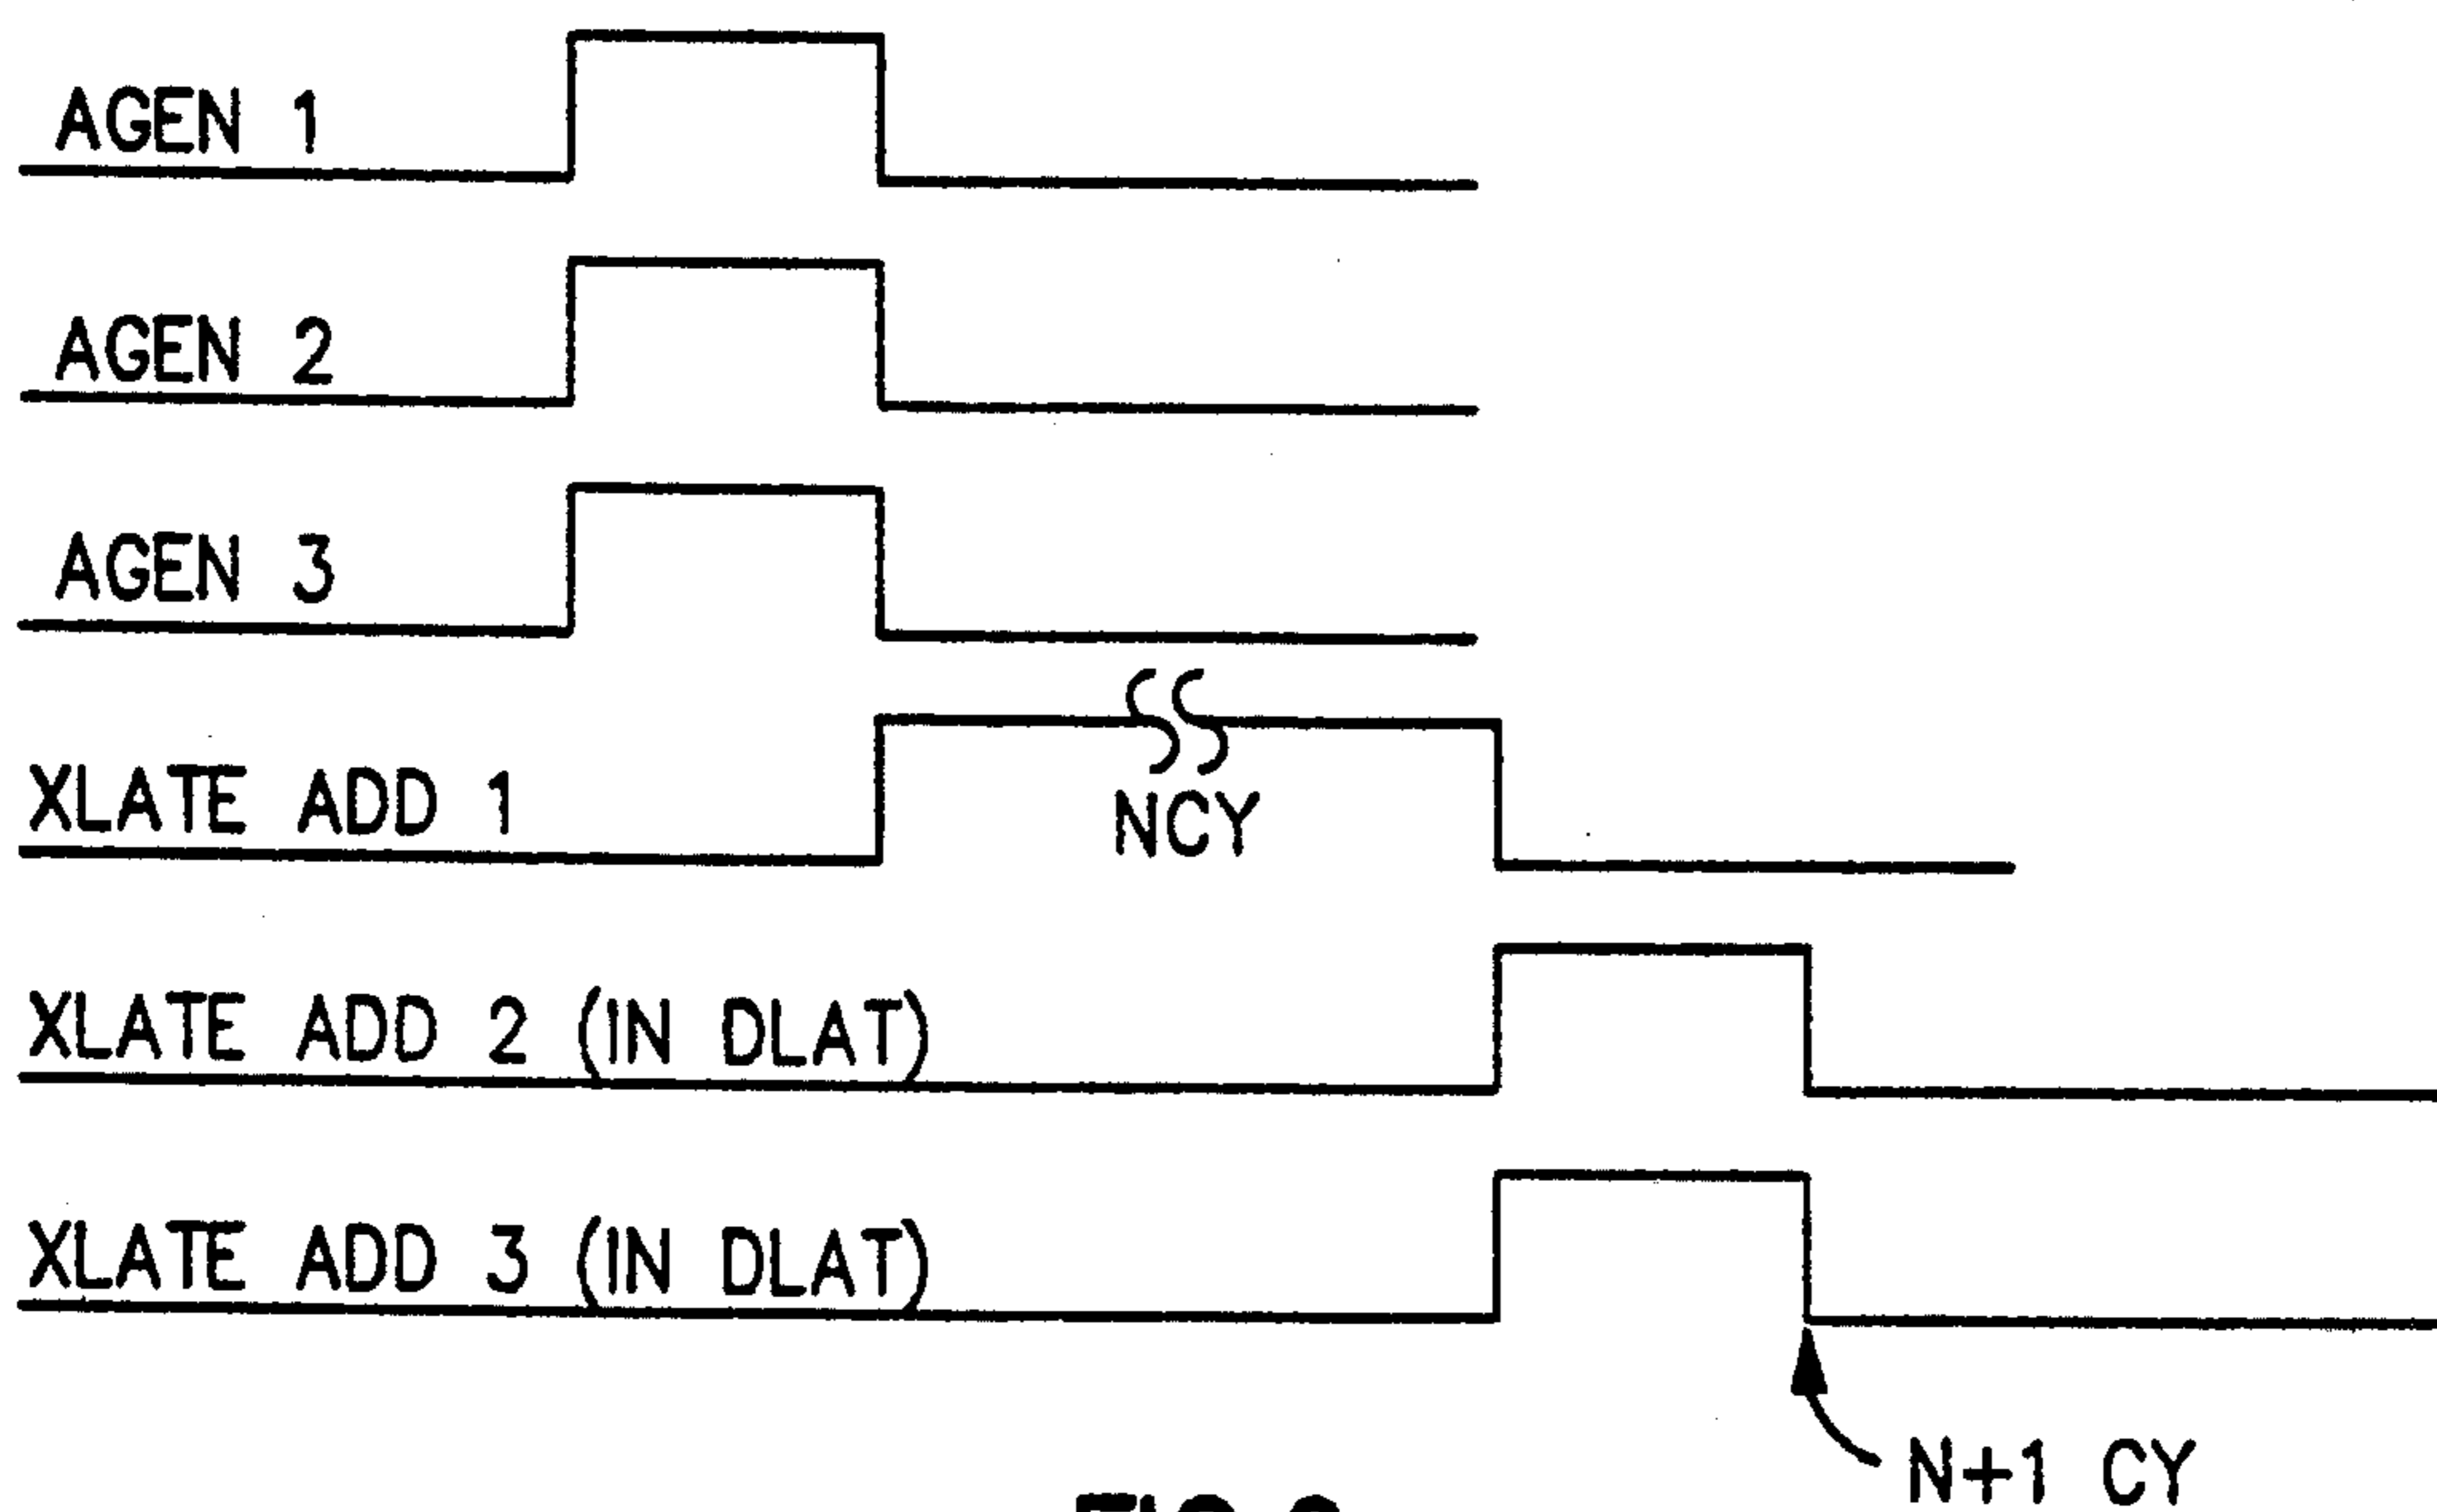 AGEN 1
AGEN 2
AGEN 3
XLATE ADD 1
NCY
XLATE ADD 2 (IN DLAT)
XLATE ADD 3 (IN DLAT)
N+1 CY